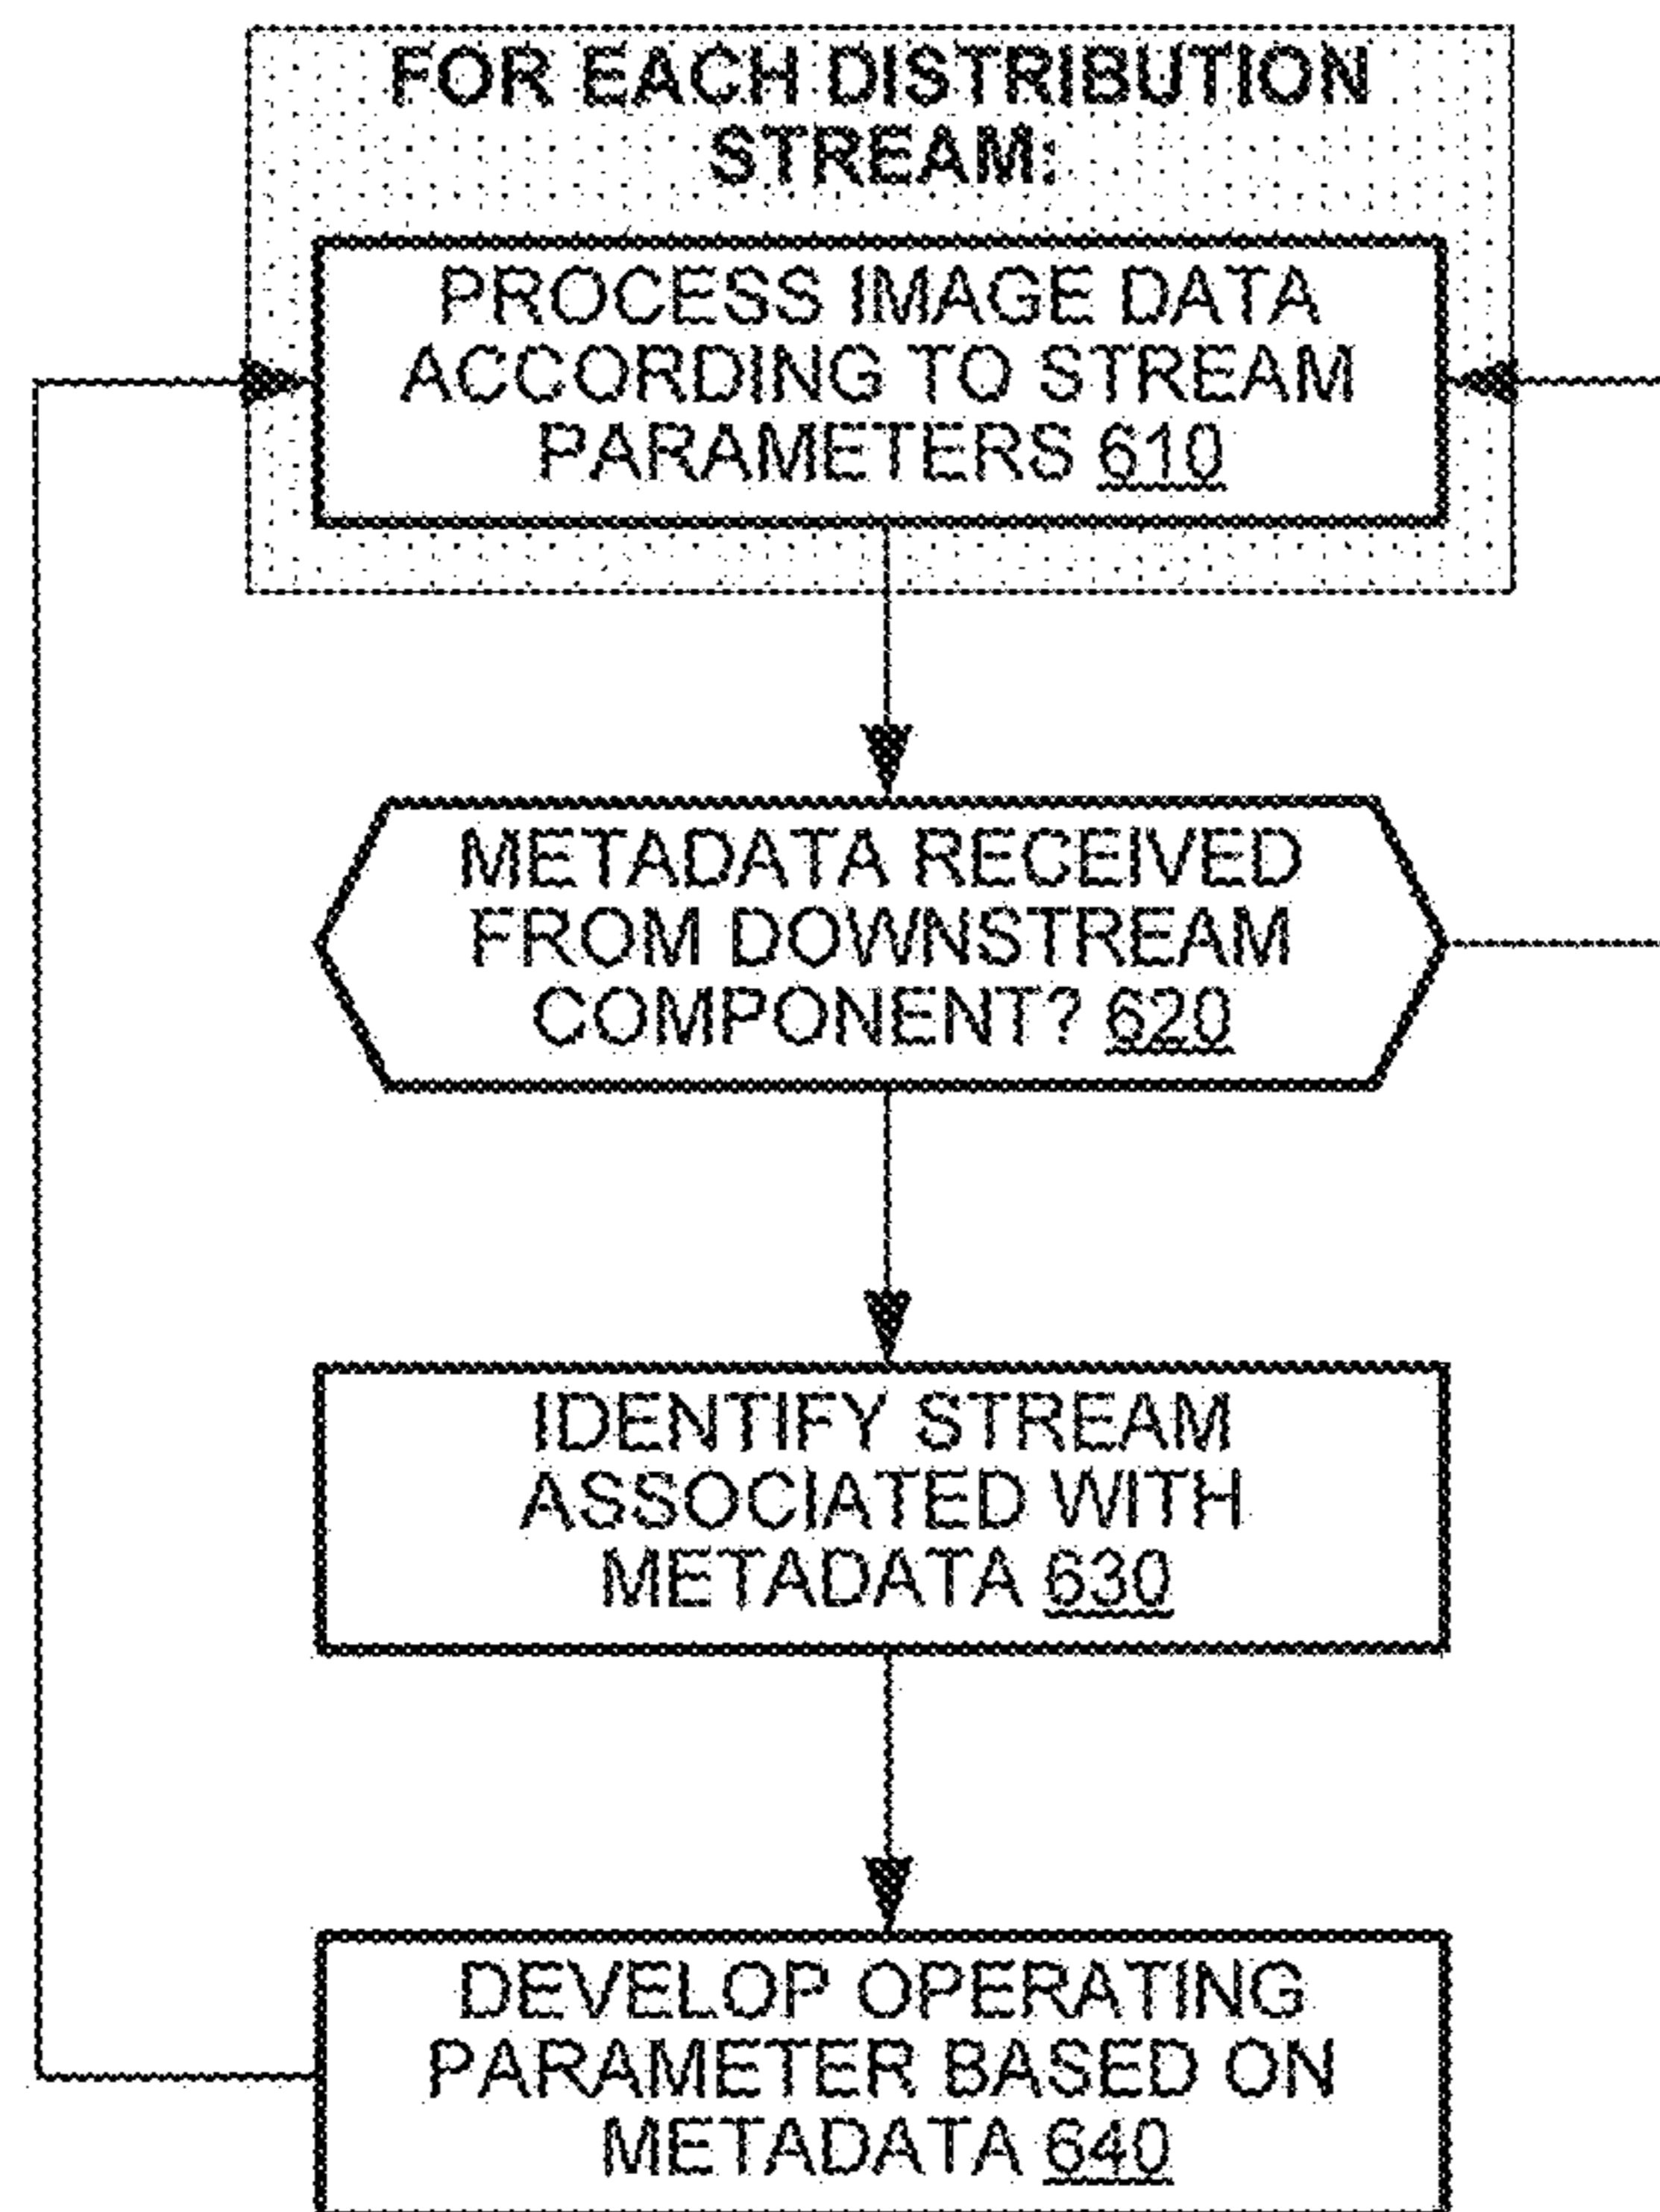 FOR EACH DISTRIBUTION
STREAM:
PROCESS IMAGE DATA
ACCORDING TO STREAM
PARAMETERS 610
METADATA RECEIVED
FROM DOWNSTREAM
COMPONENT? 620
IDENTIFY STREAM
ASSOCIATED WITH
METADATA 630
DEVELOP OPERATING
PARAMETER BASED ON
METADATA 640